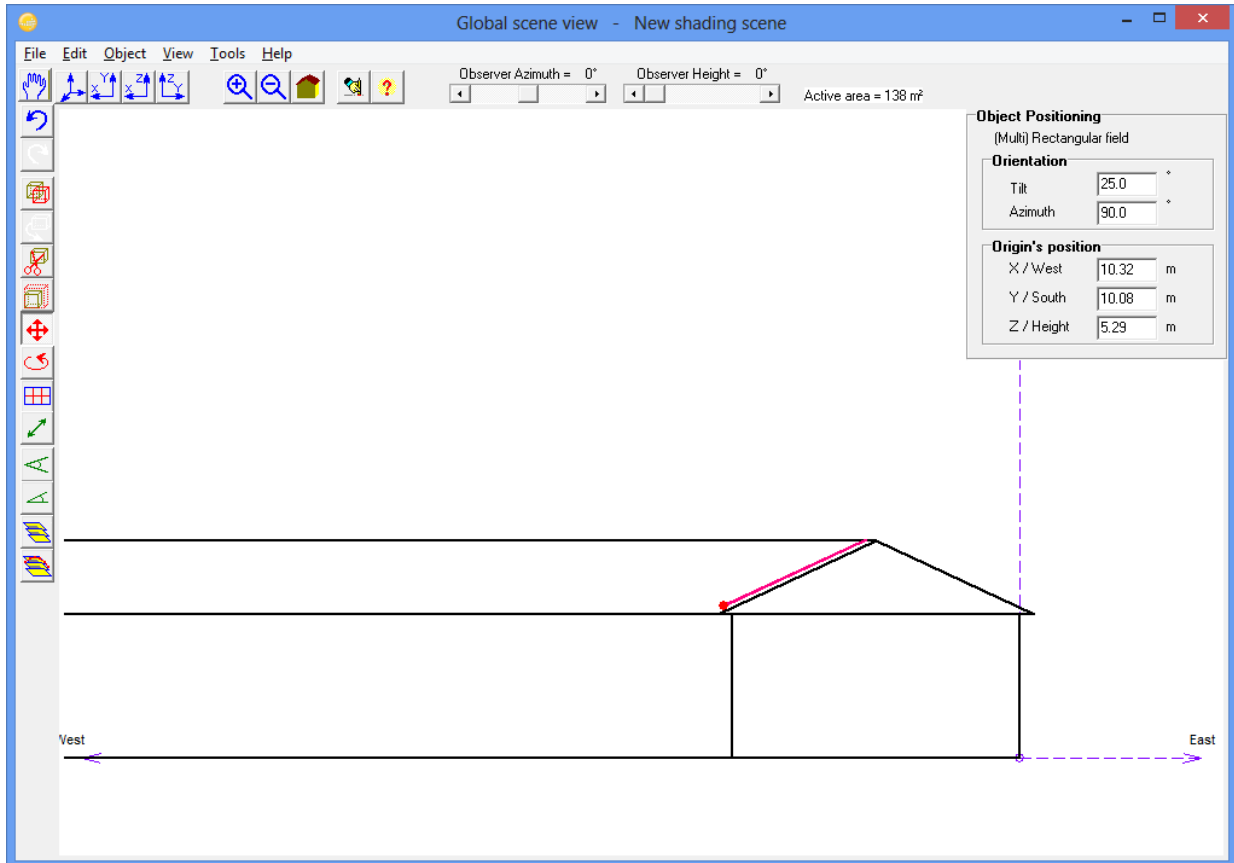 Global scene view - New shading scene
File Edit Object View Tools Help
Observer Azimuth = 0° Observer Height = 0°
Active area = 138 m²
Object Positioning
(Multi) Rectangular field
Orientation
Tilt 25.0 °
Azimuth 90.0 °
Origin's position
X / West 10.32 m
Y / South 10.08 m
Z / Height 5.29 m
West East